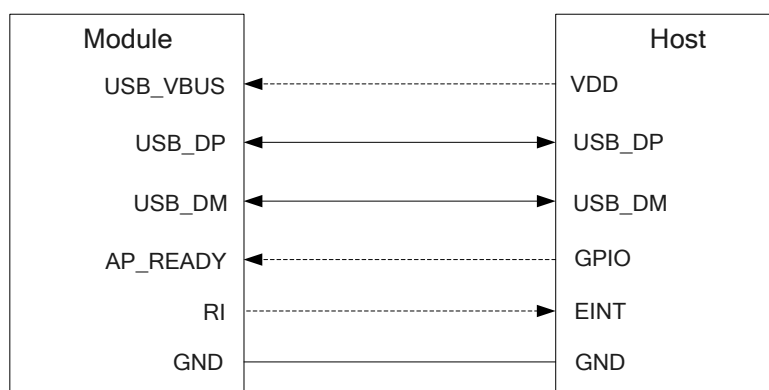 Module Host
USB_VBUS VDD
USB_DP USB_DP
USB_DM USB_DM
AP_READY GPIO
RI EINT
GND GND